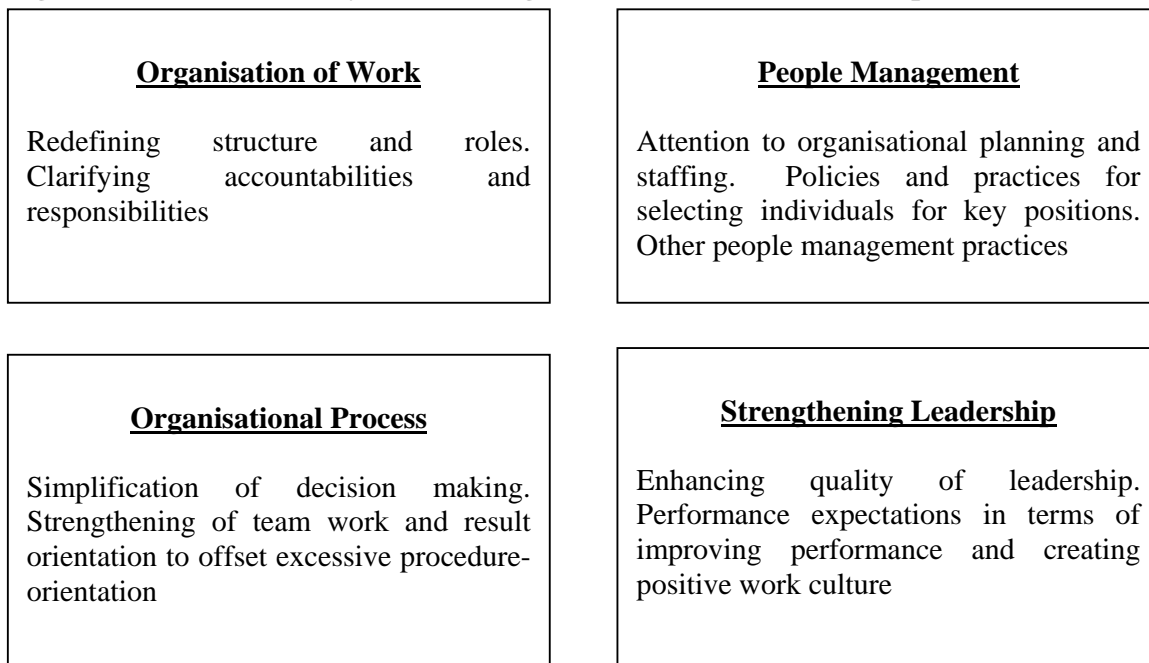 Organisation of Work
Redefining structure and roles.
Clarifying accountabilities and
responsibilities
People Management
Attention to organisational planning and
staffing. Policies and practices for
selecting individuals for key positions.
Other people management practices
Organisational Process
Simplification of decision making.
Strengthening of team work and result
orientation to offset excessive procedure-
orientation
Strengthening Leadership
Enhancing quality of leadership.
Performance expectations in terms of
improving performance and creating
positive work culture